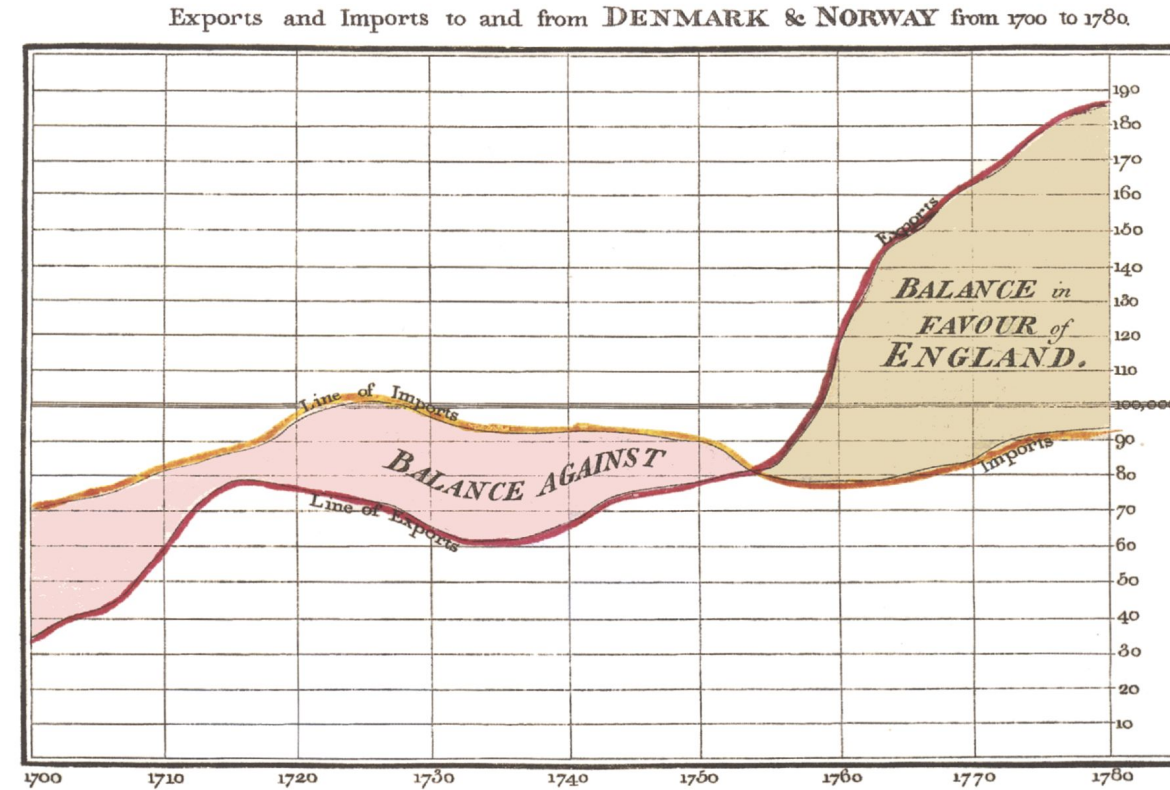 Exports and Imports to and from DENMARK & NORWAY from 1700 to 1780.
190
180
170
160
150
140
130
120
110
100,000
90
80
70
60
50
40
30
20
10
Exports
BALANCE in
FAVOUR of
ENGLAND.
Line of Imports
BALANCE AGAINST
Imports
Line of Exports
1700 1710 1720 1730 1740 1750 1760 1770 1780